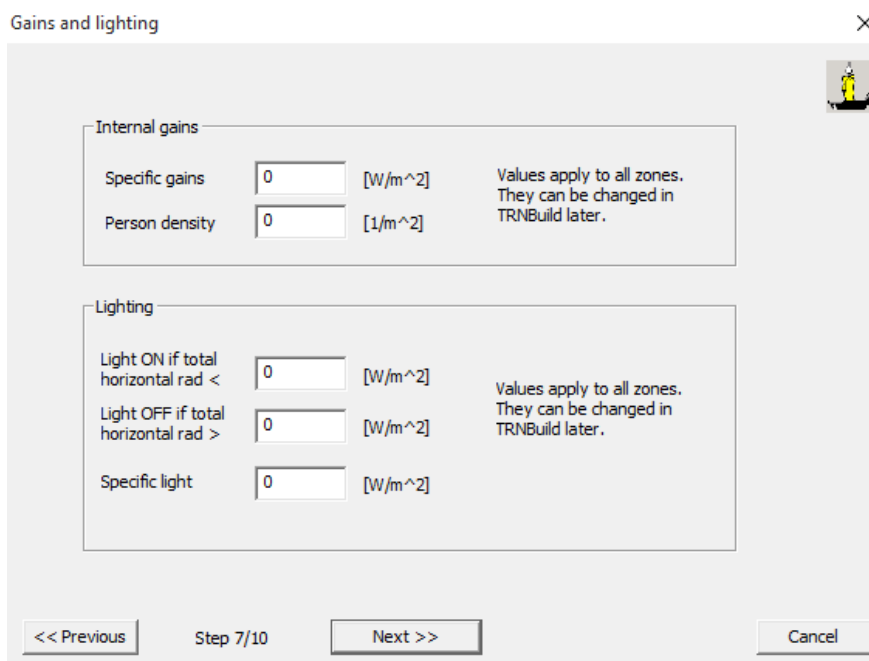 Gains and lighting
Internal gains
Specific gains 0 [W/m^2]
Person density 0 [1/m^2]
Values apply to all zones.
They can be changed in
TRNBuild later.
Lighting
Light ON if total
horizontal rad < 0 [W/m^2]
Light OFF if total
horizontal rad > 0 [W/m^2]
Specific light 0 [W/m^2]
Values apply to all zones.
They can be changed in
TRNBuild later.
<< Previous Step 7/10 Next >> Cancel